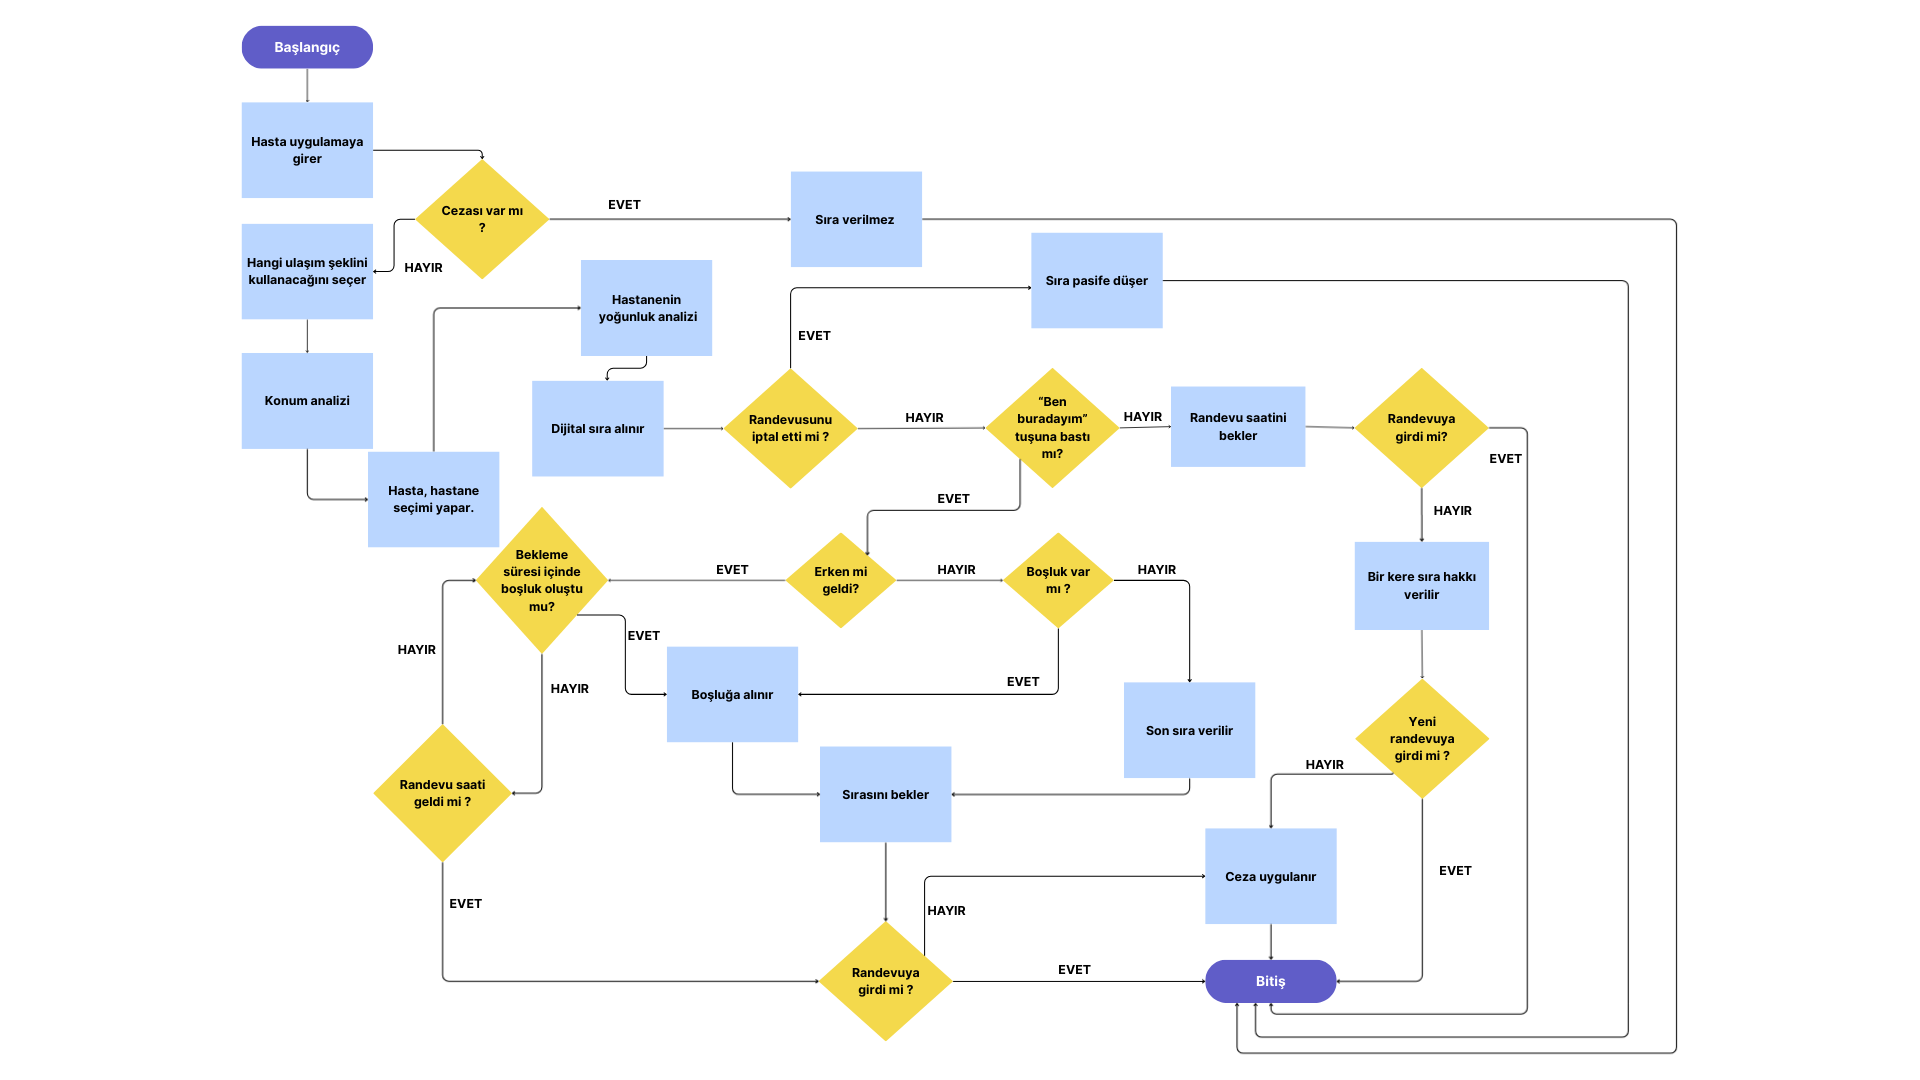 Başlangıç
Hasta uygulamaya
girer
Cezası var mı
?
EVET
Sıra verilmez
HAYIR
Hangi ulaşım şeklini
kullanacağını seçer
Hastanenin
yoğunluk analizi
Sıra pasife düşer
EVET
Konum analizi
Dijital sıra alınır
Randevusunu
iptal etti mi ?
HAYIR
“Ben
buradayım”
tuşuna bastı
mı?
HAYIR
Randevu saatini
bekler
Randevuya
girdi mi?
EVET
Hasta, hastane
seçimi yapar.
EVET
HAYIR
Bekleme
süresi içinde
boşluk oluştu
mu?
EVET
Erken mi
geldi?
HAYIR
Boşluk var
mı ?
HAYIR
Bir kere sıra hakkı
verilir
HAYIR
EVET
HAYIR
Boşluğa alınır
EVET
Son sıra verilir
Yeni
randevuya
girdi mi ?
HAYIR
Randevu saati
geldi mi ?
Sırasını bekler
Ceza uygulanır
EVET
EVET
HAYIR
Randevuya
girdi mi ?
EVET
Bitiş